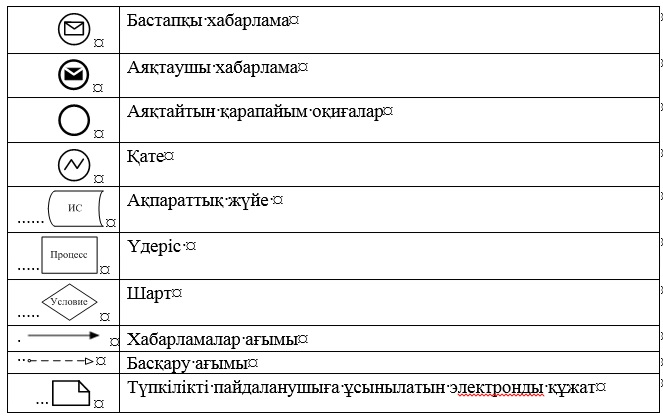 Бастапқы хабарлама
Аяқтаушы хабарлама
Аяқтайтын қарапайым оқиғалар
Қате
ИС Ақпараттық жүйе
Процесс Үдеріс
Условие Шарт
Хабарламалар ағымы
Басқару ағымы
Түпкілікті пайдаланушыға ұсынылатын электронды құжат